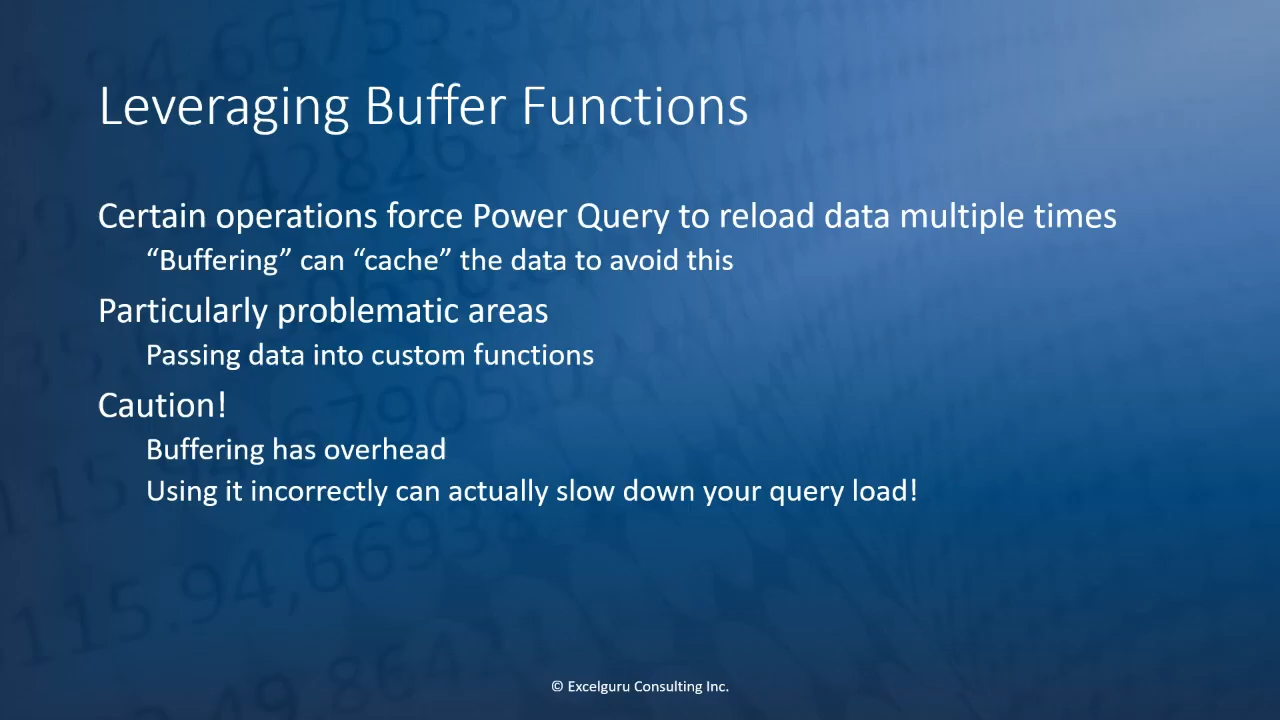 Leveraging Buffer Functions
Certain operations force Power Query to reload data multiple times
“Buffering” can “cache” the data to avoid this
Particularly problematic areas
Passing data into custom functions
Caution!
Buffering has overhead
Using it incorrectly can actually slow down your query load!
© Excelguru Consulting Inc.